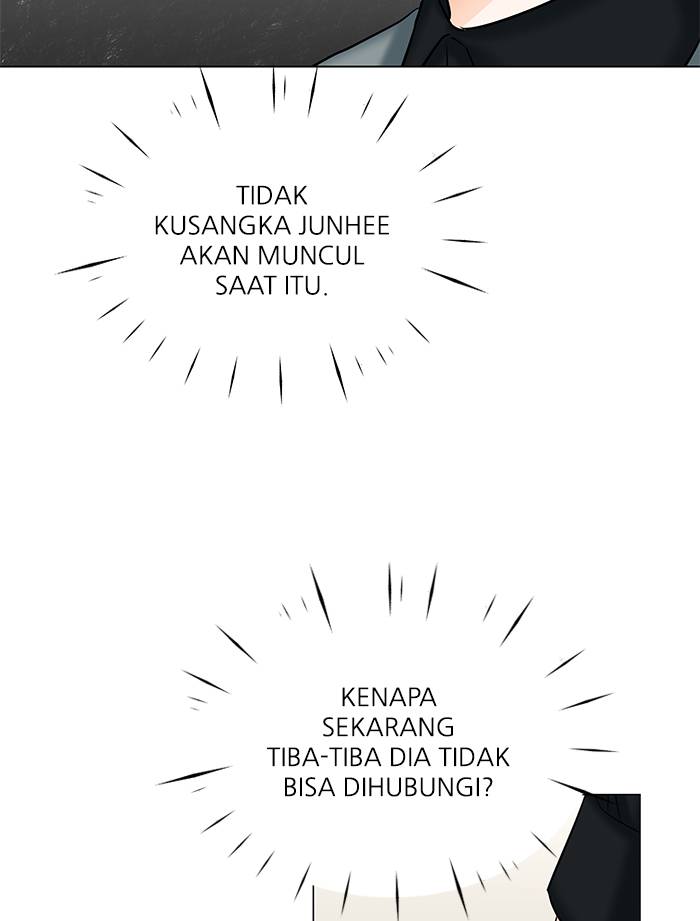 TIDAK
KUSANGKA JUNHEE
AKAN MUNCUL
SAAT ITU.
KENAPA
SEKARANG
TIBA-TIBA DIA TIDAK
BISA DIHUBUNGI?